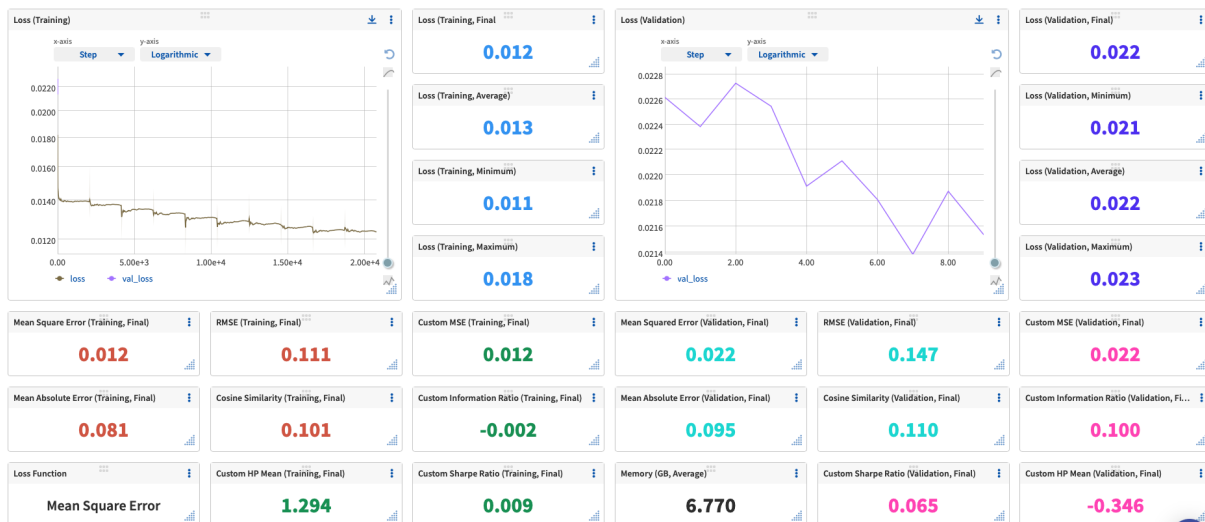 Loss (Training)
x-axis
y-axis
Step
Logarithmic
0.0220
0.0200
0.0180
0.0160
0.0140
0.0120
0.00
5.00e+3
1.00e+4
1.50e+4
2.00e+4
loss
val_loss
Loss (Training, Final
0.012
Loss (Training, Average)
0.013
Loss (Training, Minimum)
0.011
Loss (Training, Maximum)
0.018
Loss (Validation)
x-axis
y-axis
Step
Logarithmic
0.0228
0.0226
0.0224
0.0222
0.0220
0.0218
0.0216
0.0214
0.00
2.00
4.00
6.00
8.00
val_loss
Loss (Validation, Final)
0.022
Loss (Validation, Minimum)
0.021
Loss (Validation, Average)
0.022
Loss (Validation, Maximum)
0.023
Mean Square Error (Training, Final)
0.012
RMSE (Training, Final)
0.111
Custom MSE (Training, Final)
0.012
Mean Squared Error (Validation, Final)
0.022
RMSE (Validation, Final)
0.147
Custom MSE (Validation, Final)
0.022
Mean Absolute Error (Training, Final)
0.081
Cosine Similarity (Training, Final)
0.101
Custom Information Ratio (Training, Final)
-0.002
Mean Absolute Error (Validation, Final)
0.095
Cosine Similarity (Validation, Final)
0.110
Custom Information Ratio (Validation, Fi...
0.100
Loss Function
Mean Square Error
Custom HP Mean (Training, Final)
1.294
Custom Sharpe Ratio (Training, Final)
0.009
Memory (GB, Average)
6.770
Custom Sharpe Ratio (Validation, Final)
0.065
Custom HP Mean (Validation, Final)
-0.346